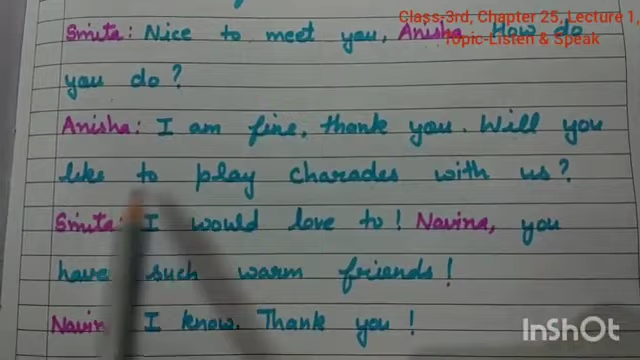 Class-3rd, Chapter 25, Lecture 1,
Topic-Listen & Speak
Smita: Nice to meet you, Anisha How do
you do?
Anisha: I am fine, thank you. Will you
like to play charades with us?
Smita: I would love to! Navina, you
have such warm friends!
Navin I know. Thank you!
InShOt